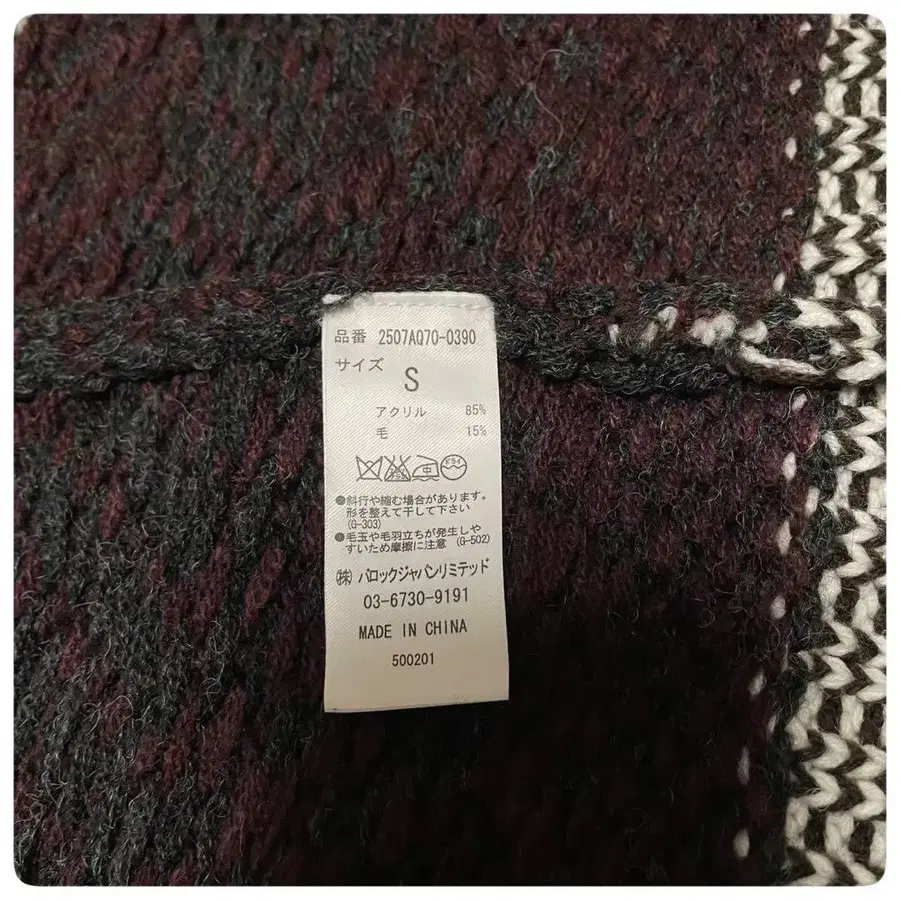 品番 2507AQ70-0390
サイズ
S
アクリル 85%
毛 15%
中 ドライ
●斜行や縮む場合があります。
形を整えて干して下さい
(G-303)
●毛玉や毛羽立ちが発生しや
すいため摩擦に注意 (G-502)
㈱ バロックジャパンリミテッド
03-6730-9191
MADE IN CHINA
500201